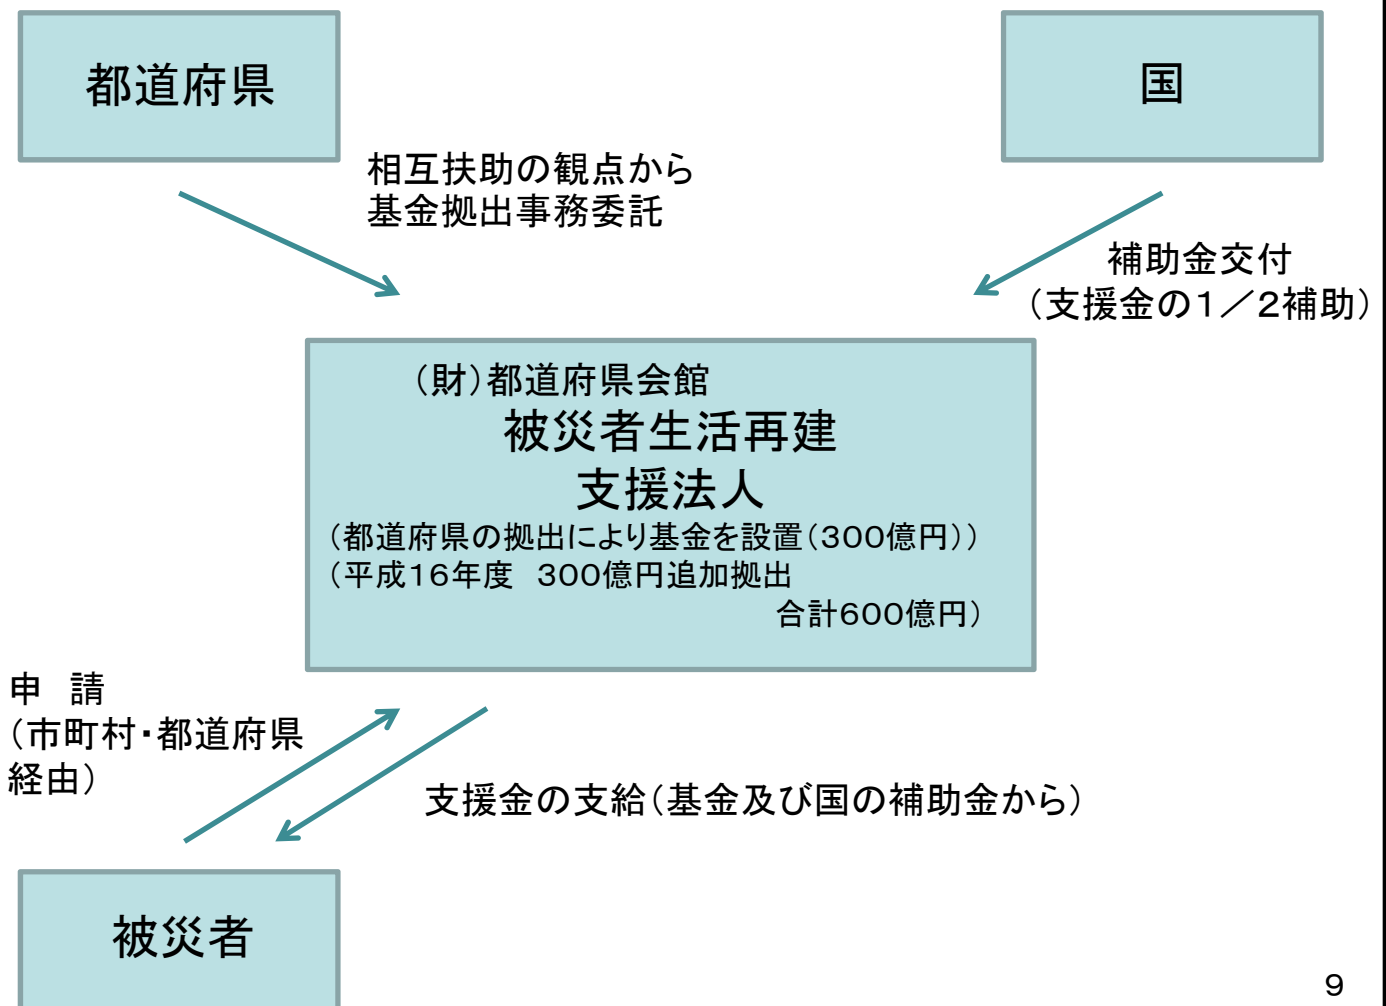 都道府県
国
相互扶助の観点から
基金拠出事務委託
補助金交付
（支援金の１／２補助）
（財）都道府県会館
被災者生活再建
支援法人
（都道府県の拠出により基金を設置（３００億円））
（平成１６年度　３００億円追加拠出
合計６００億円）
申　請
（市町村・都道府県
経由）
支援金の支給（基金及び国の補助金から）
被災者
９